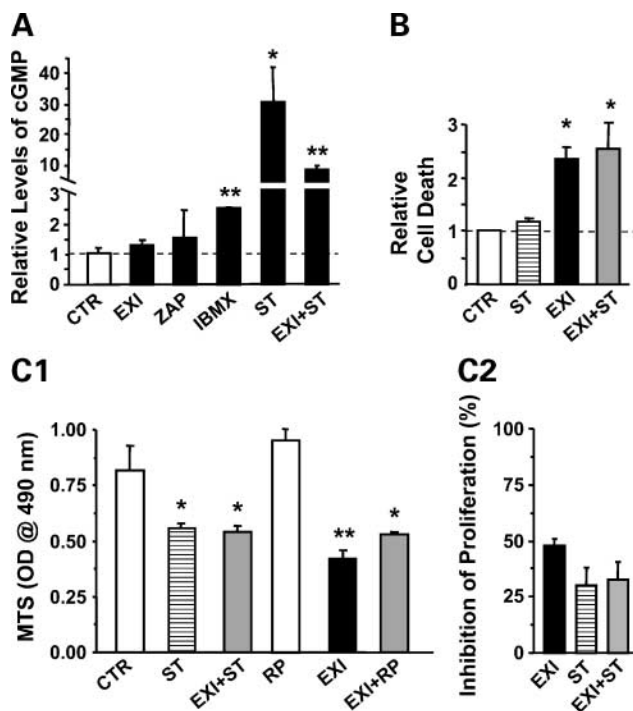 A
Relative Levels of cGMP
50
40
30
20
10
3
2
1
0
*
**
*
**
CTR
EXI
ZAP
IBMX
ST
EXI+ST
B
Relative
Cell Death
3
2
1
0
*
*
CTR
ST
EXI
EXI+ST
C1
MTS (OD @ 490 nm)
1.00
0.75
0.50
0.25
0.00
*
*
**
*
CTR
ST
EXI+ST
RP
EXI
EXI+RP
C2
Inhibition of Proliferation (%)
100
75
50
25
0
EXI
ST
EXI+ST